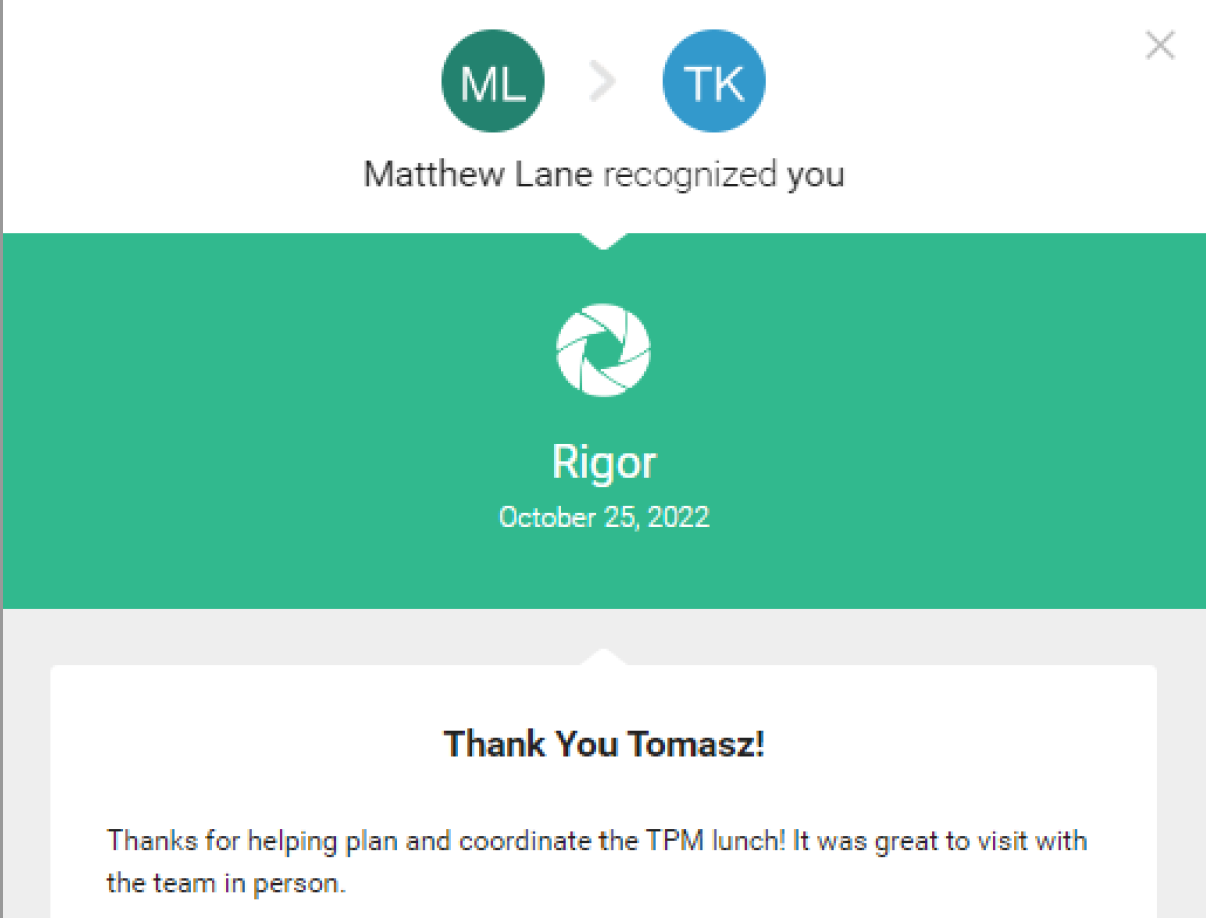 ML TK
Matthew Lane recognized you
Rigor
October 25, 2022
Thank You Tomasz!
Thanks for helping plan and coordinate the TPM lunch! It was great to visit with
the team in person.